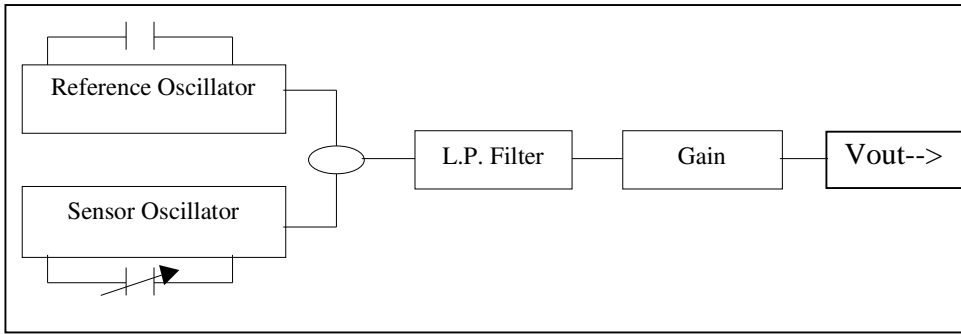 Reference Oscillator
L.P. Filter
Gain
Vout-->
Sensor Oscillator